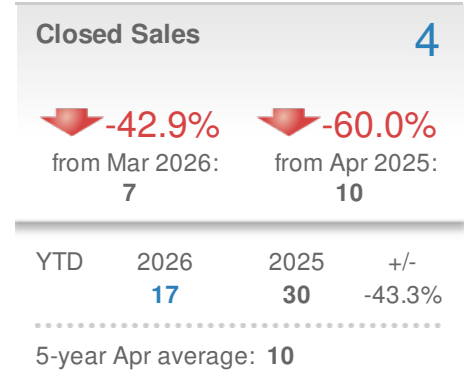 Closed Sales 4
-42.9% -60.0%
from Mar 2026: from Apr 2025:
7 10
YTD 2026 2025 +/-
17 30 -43.3%
5-year Apr average: 10